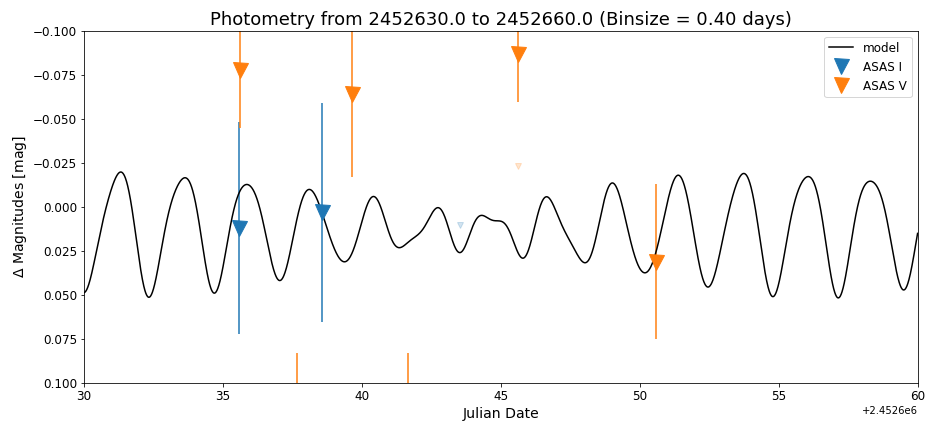 Photometry from 2452630.0 to 2452660.0 (Binsize = 0.40 days)
model
ASAS I
ASAS V
Δ Magnitudes [mag]
−0.100
−0.075
−0.050
−0.025
0.000
0.025
0.050
0.075
0.100
30 35 40 45 50 55 60
+2.4526e6
Julian Date